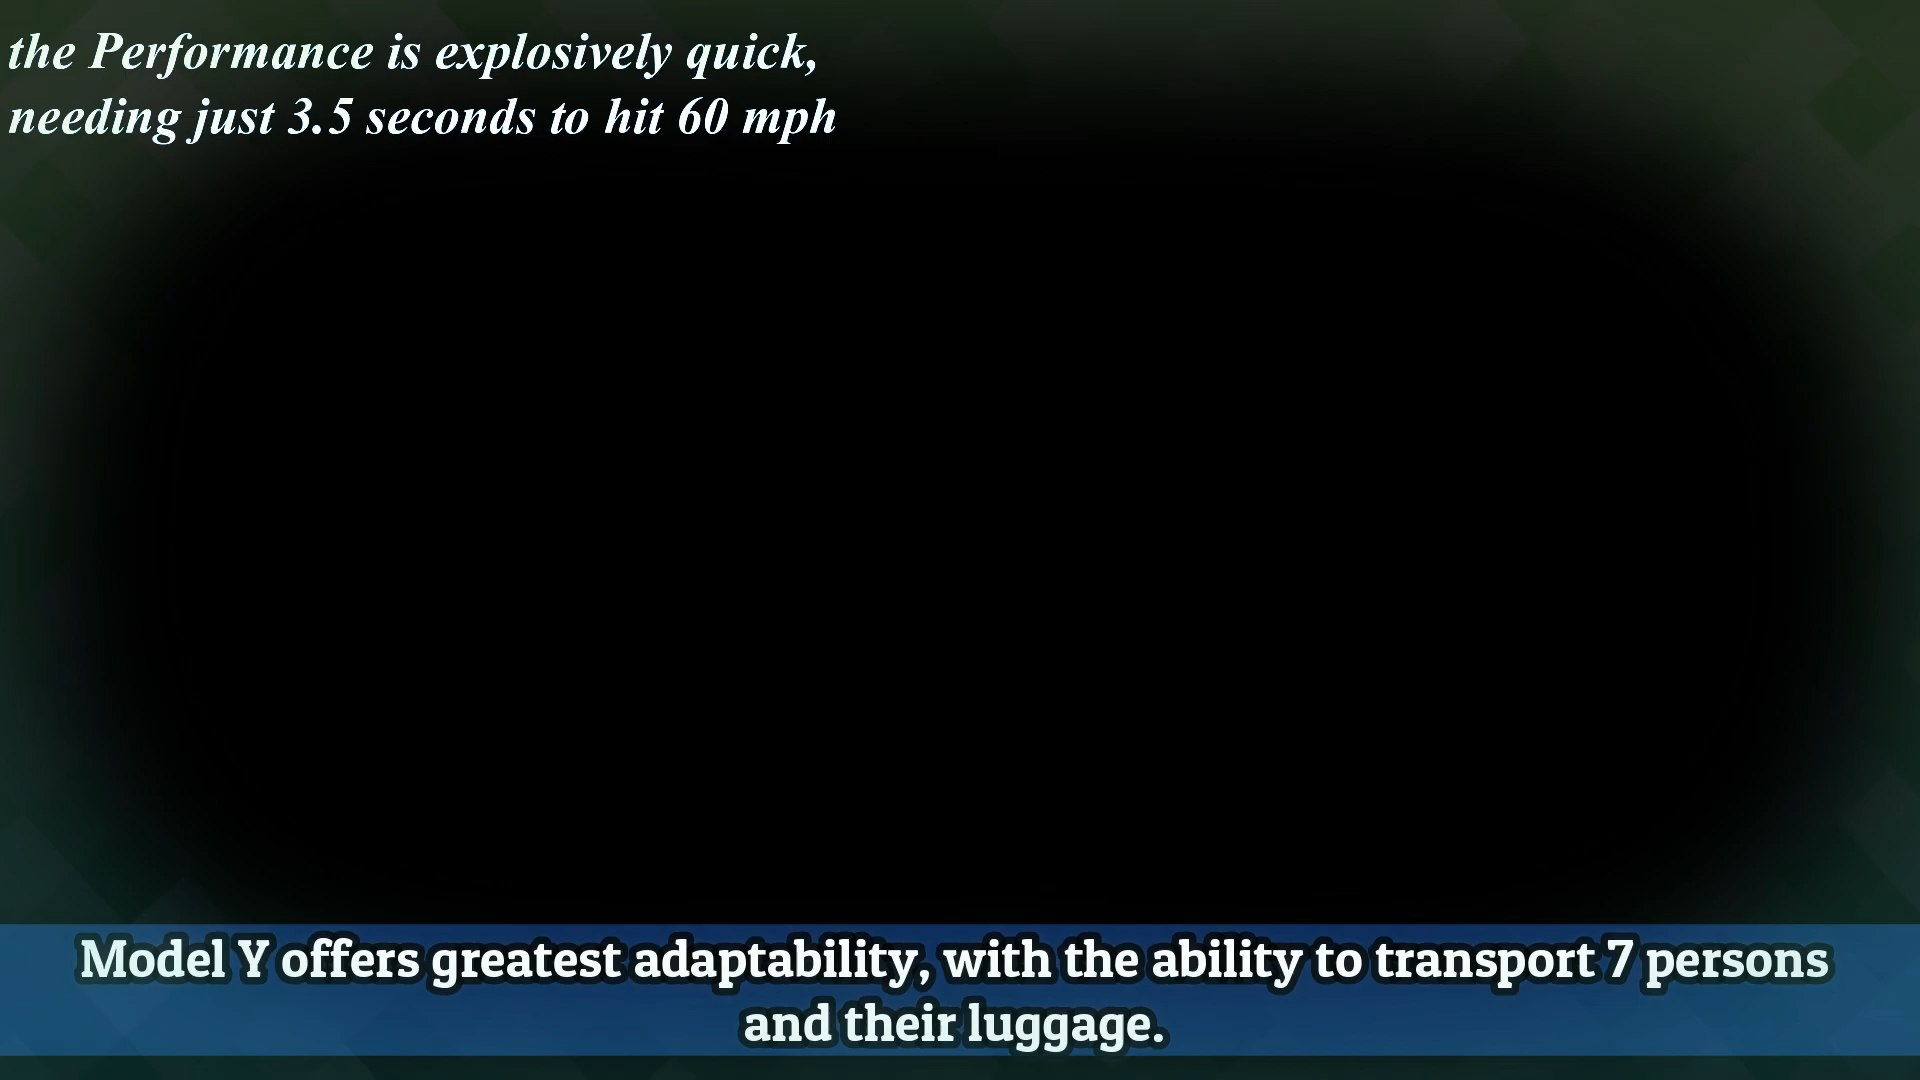 the Performance is explosively quick,
needing just 3.5 seconds to hit 60 mph
Model Y offers greatest adaptability, with the ability to transport 7 persons
and their luggage.